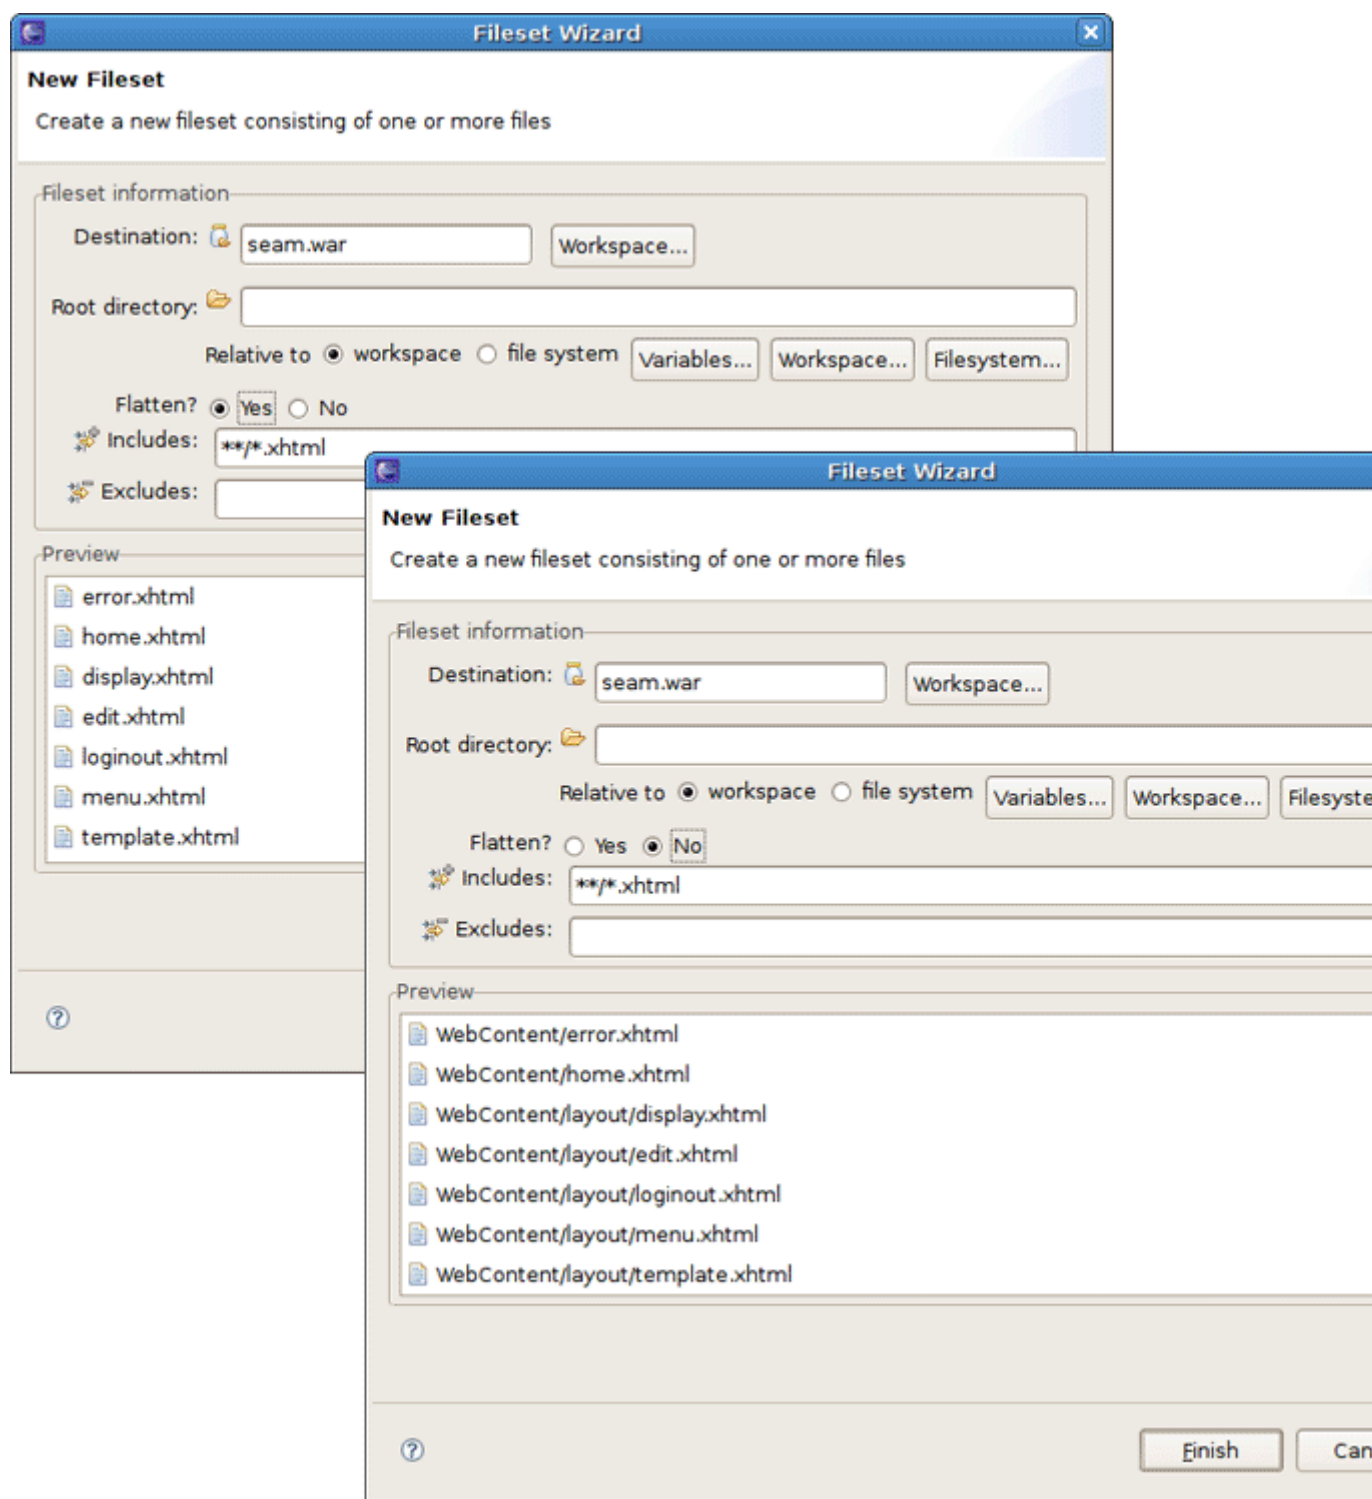 Fileset Wizard
New Fileset
Create a new fileset consisting of one or more files
Fileset information
Destination: seam.war Workspace...
Root directory:
Relative to workspace file system Variables... Workspace... Filesystem...
Flatten? Yes No
Includes: **/*.xhtml
Excludes:
Preview
error.xhtml
home.xhtml
display.xhtml
edit.xhtml
loginout.xhtml
menu.xhtml
template.xhtml
Fileset Wizard
New Fileset
Create a new fileset consisting of one or more files
Fileset information
Destination: seam.war Workspace...
Root directory:
Relative to workspace file system Variables... Workspace... Filesyste
Flatten? Yes No
Includes: **/*.xhtml
Excludes:
Preview
WebContent/error.xhtml
WebContent/home.xhtml
WebContent/layout/display.xhtml
WebContent/layout/edit.xhtml
WebContent/layout/loginout.xhtml
WebContent/layout/menu.xhtml
WebContent/layout/template.xhtml
Finish Can